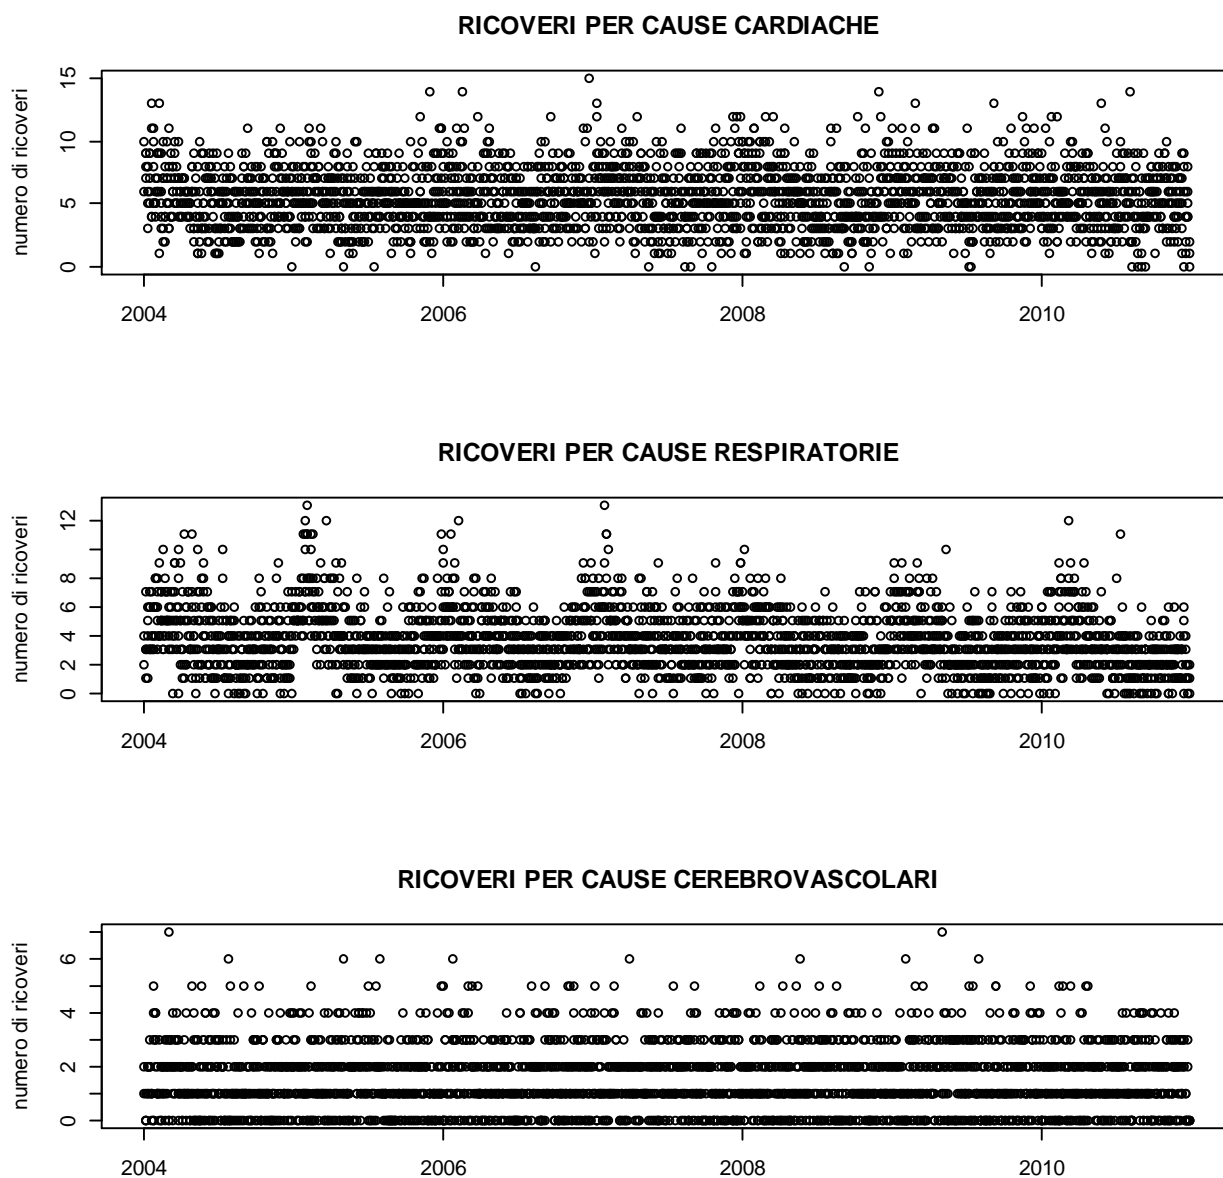 RICOVERI PER CAUSE CARDIACHE
numero di ricoveri
15
10
5
0
2004 2006 2008 2010
RICOVERI PER CAUSE RESPIRATORIE
numero di ricoveri
12
8
6
4
2
0
2004 2006 2008 2010
RICOVERI PER CAUSE CEREBROVASCOLARI
numero di ricoveri
6
4
2
0
2004 2006 2008 2010